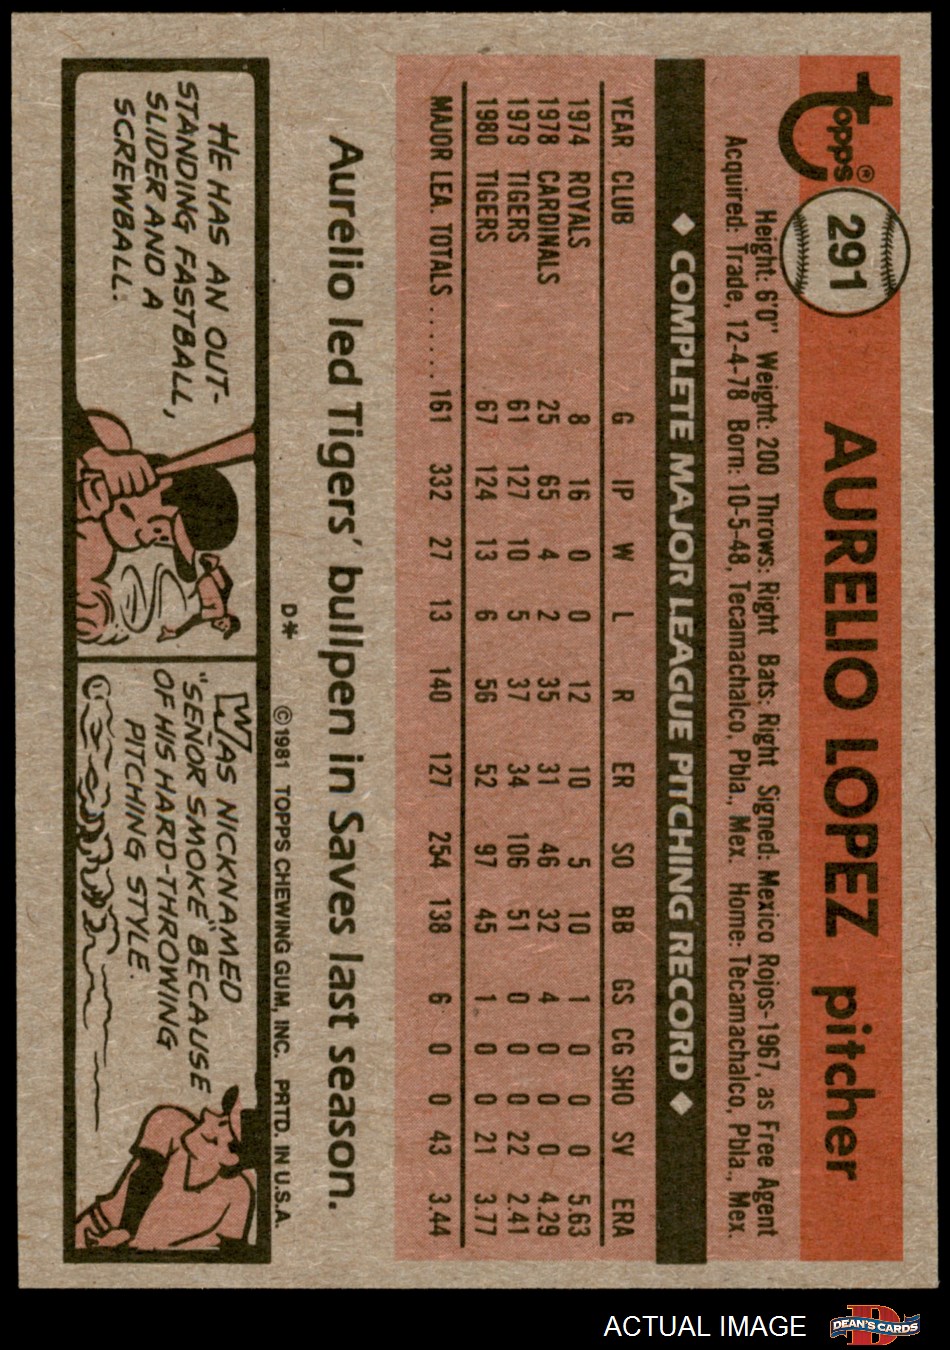 Topps®
291
AURELIO LOPEZ pitcher
Height: 6'0" Weight: 200 Throws: Right Bats: Right Signed: Mexico Rojos-1967, as Free Agent
Acquired: Trade, 12-4-78 Born: 10-5-48, Tecamachalco, Pbla., Mex. Home: Tecamachalco, Pbla., Mex.
◆ COMPLETE MAJOR LEAGUE PITCHING RECORD ◆
YEAR CLUB G IP W L R ER SO BB GS CG SHO SV ERA
1974 ROYALS 8 16 0 0 12 10 5 10 1 0 0 0 5.63
1978 CARDINALS 25 65 4 2 35 31 46 32 4 0 0 0 4.29
1979 TIGERS 61 127 10 5 37 34 106 51 0 0 0 22 2.41
1980 TIGERS 67 124 13 6 56 52 97 45 1 0 0 21 3.77
MAJOR LEA. TOTALS...... 161 332 27 13 140 127 254 138 6 0 0 43 3.44
Aurelio led Tigers' bullpen in Saves last season.
D* ©1981 TOPPS CHEWING GUM, INC. PRTD. IN U.S.A.
HE HAS AN OUT-
STANDING FASTBALL,
SLIDER AND A
SCREWBALL.
WAS NICKNAMED
"SENOR SMOKE" BECAUSE
OF HIS HARD-THROWING
PITCHING STYLE.
ACTUAL IMAGE
D
DEAN'S CARDS